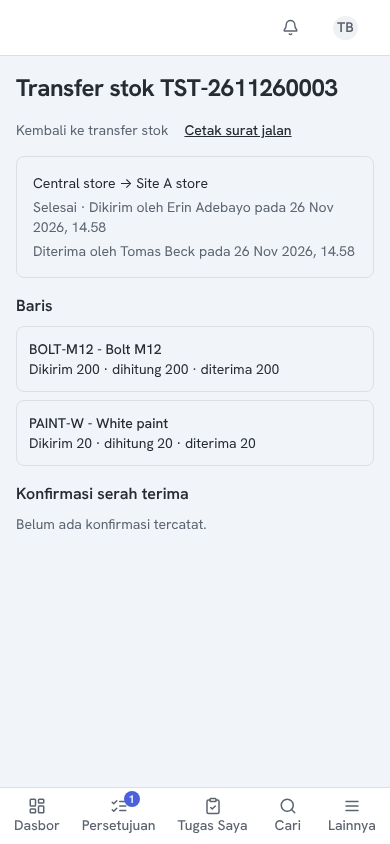 TB
Transfer stok TST-2611260003
Kembali ke transfer stok Cetak surat jalan
Central store → Site A store
Selesai · Dikirim oleh Erin Adebayo pada 26 Nov
2026, 14.58
Diterima oleh Tomas Beck pada 26 Nov 2026, 14.58
Baris
BOLT-M12 - Bolt M12
Dikirim 200 · dihitung 200 · diterima 200
PAINT-W - White paint
Dikirim 20 · dihitung 20 · diterima 20
Konfirmasi serah terima
Belum ada konfirmasi tercatat.
1
Dasbor Persetujuan Tugas Saya Cari Lainnya